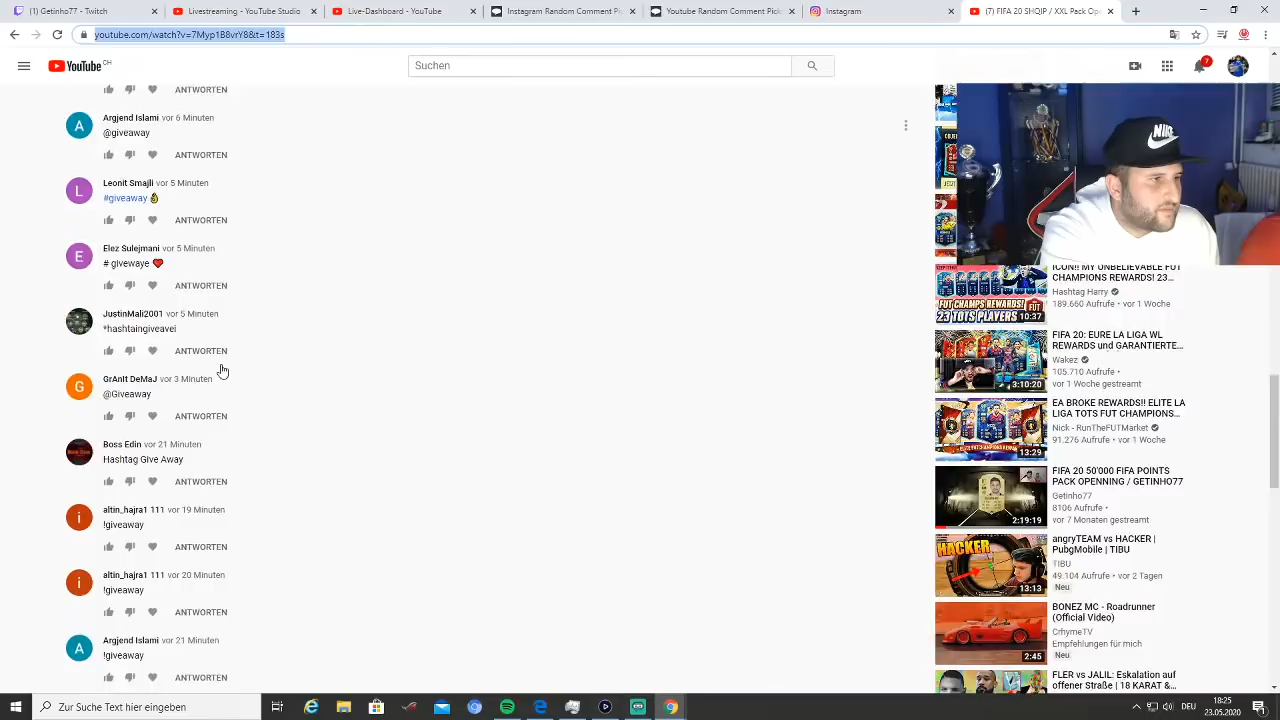 (1) Getinho77 - Twitch
Livestreaming - YouTube Studio
Live-Dashboard - YouTube
Instagram Random Comment Pi
Youtube Random Comment Pick
Instagram
(7) FIFA 20 SHQIP / XXL Pack Op
youtube.com/watch?v=7Myp1B8vrY8&t=183s
YouTube CH
Suchen
7
ANTWORTEN
A
Argjend Islami vor 6 Minuten
@giveaway
ANTWORTEN
L
Leonit Smajli vor 5 Minuten
#giveaway
ANTWORTEN
E
Elez Sulejmani vor 5 Minuten
# givewaye
ANTWORTEN
JustinMali2001 vor 5 Minuten
*hashtaingiveavei
ANTWORTEN
G
GrAnIt DeMaJ vor 3 Minuten
@Giveaway
ANTWORTEN
Boss Edin vor 21 Minuten
Hashtag Give Away
ANTWORTEN
i
altin_hajra1 111 vor 19 Minuten
!giveaway
ANTWORTEN
i
altin_hajra1 111 vor 20 Minuten
!giveaway
ANTWORTEN
A
Argjend Islami vor 21 Minuten
!giveaway
ANTWORTEN
NIKE
FUT CHAMPS REWARDS!
23 TOTS PLAYERS
10:37
ICON!! MY UNBELIEVABLE FUT
CHAMPIONS REWARDS! 23...
Hashtag Harry
189.660 Aufrufe • vor 1 Woche
3:10:20
FIFA 20: EURE LA LIGA WL
REWARDS und GARANTIERTE...
Wakez
105.710 Aufrufe •
vor 1 Woche gestreamt
13:29
EA BROKE REWARDS!! ELITE LA
LIGA TOTS FUT CHAMPIONS...
Nick - RunTheFUTMarket
91.276 Aufrufe • vor 1 Woche
2:19:19
FIFA 20 50'000 FIFA POINTS
PACK OPENNING / GETINHO77
Getinho77
8106 Aufrufe •
vor 7 Monaten gestreamt
HACKER
13:13
angryTEAM vs HACKER |
PubgMobile | TIBU
TIBU
49.104 Aufrufe • vor 2 Tagen
Neu
2:45
BONEZ MC - Roadrunner
(Official Video)
CrhymeTV
Empfehlungen für mich
Neu
FLER vs JALIL: Eskalation auf
offener Straße | 18 KARAT &...
Zur Suche Text hier eingeben
18:25
23.05.2020